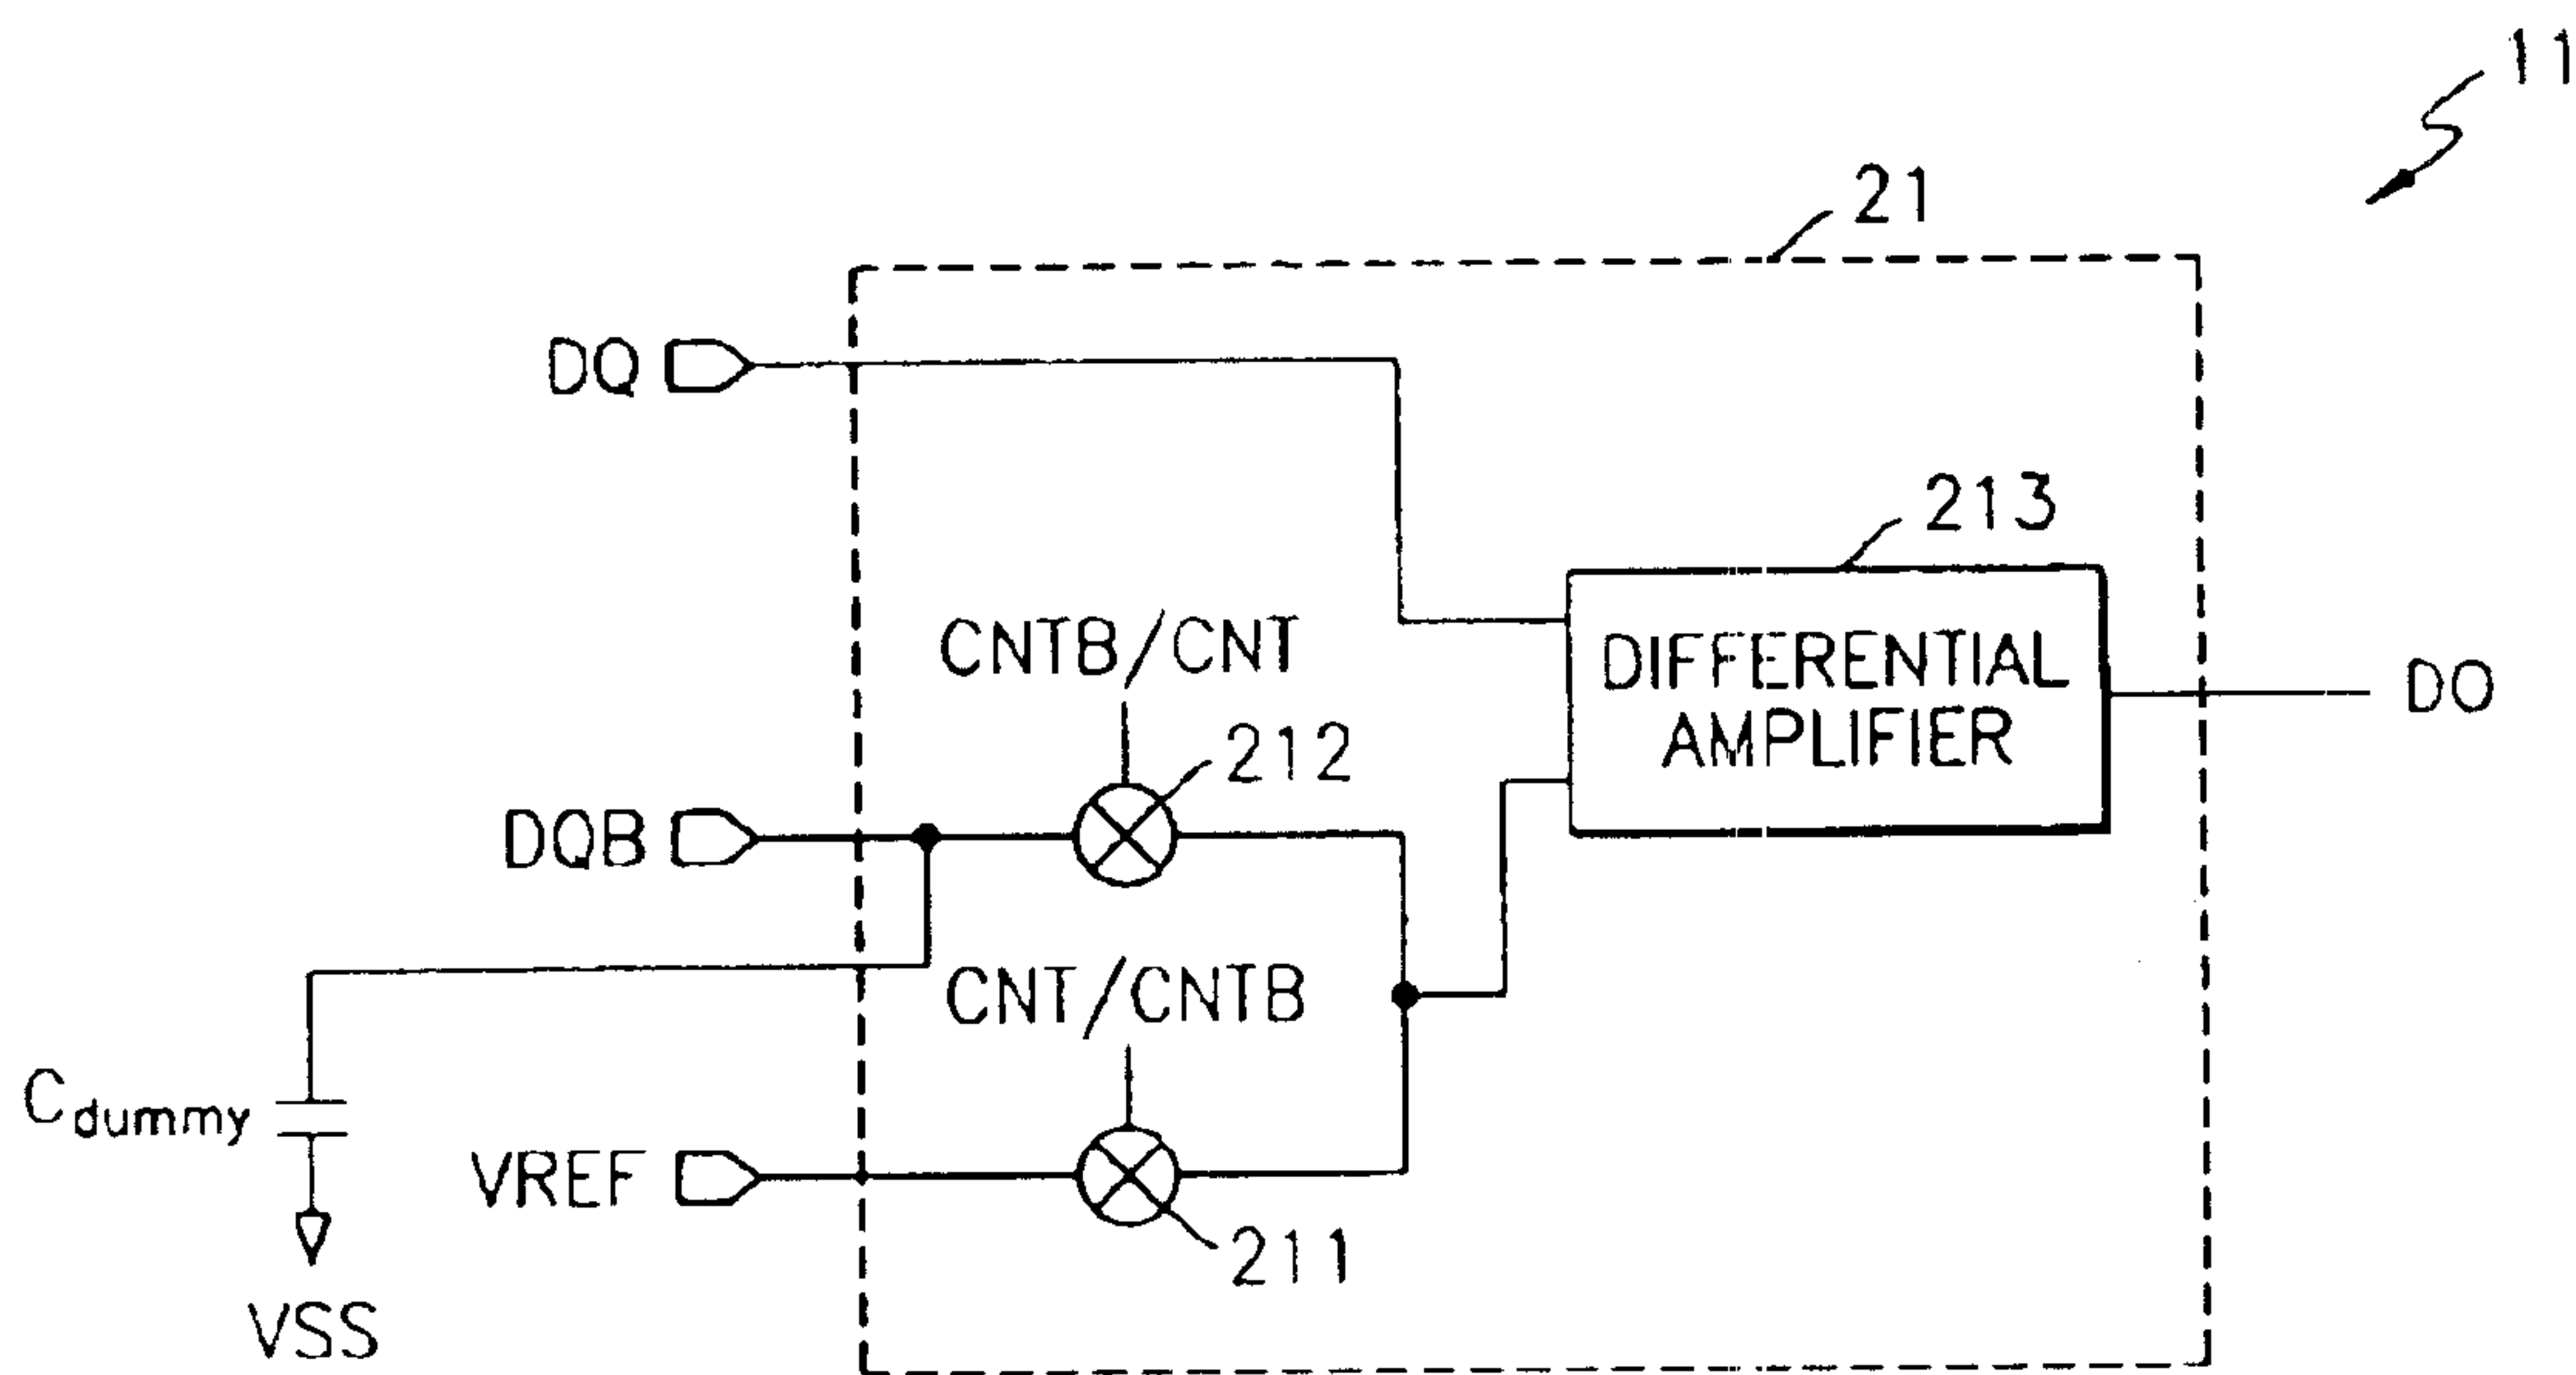 11
21
DQ
213
CNTB/CNT
DIFFERENTIAL
AMPLIFIER
DO
212
DQB
CNT/CNTB
Cdummy
VREF
211
VSS